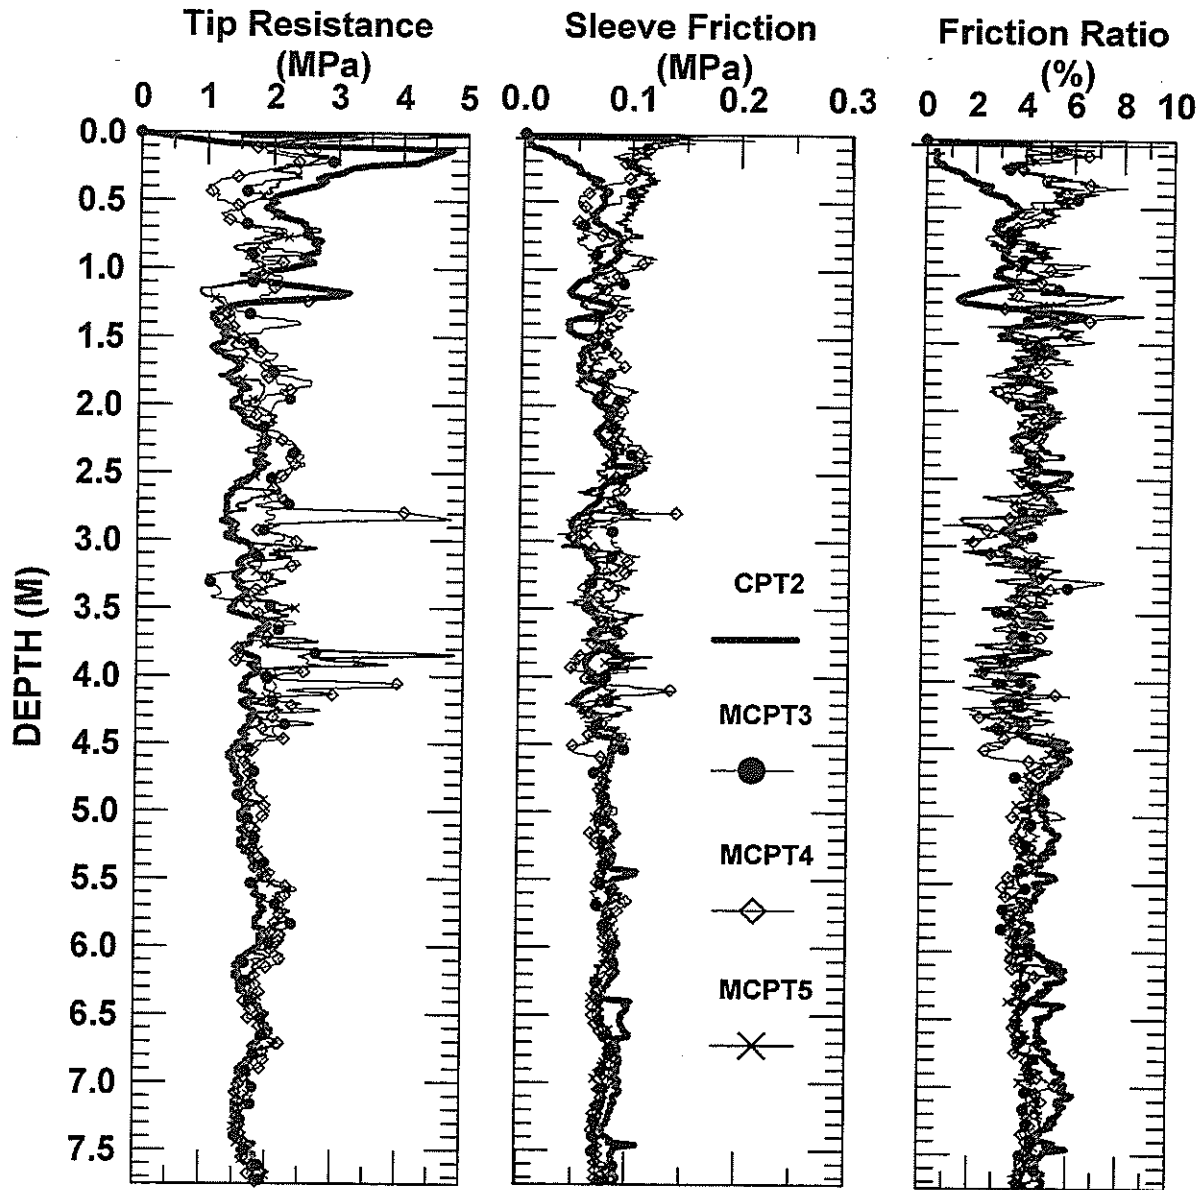 Tip Resistance
(MPa)
0 1 2 3 4 5
Sleeve Friction
(MPa)
0.0 0.1 0.2 0.3
Friction Ratio
(%)
0 2 4 6 8 10
DEPTH (M)
0.0
0.5
1.0
1.5
2.0
2.5
3.0
3.5
4.0
4.5
5.0
5.5
6.0
6.5
7.0
7.5
CPT2
MCPT3
MCPT4
MCPT5